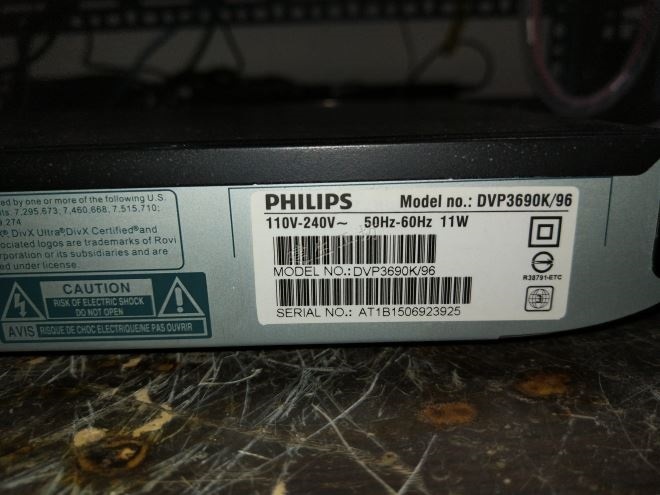 ed by one or more of the following U.S.
ts: 7,295,673; 7,460,668; 7,515,710;
9,274
X®, DivX Ultra®DivX Certified®and
ociated logos are trademarks of Rovi
orporation or its subsidiaries and are
ed under license.
CAUTION
RISK OF ELECTRIC SHOCK
DO NOT OPEN
AVIS RISQUE DE CHOC ELECTRIQUE/NE PAS OUVRIR
PHILIPS Model no.: DVP3690K/96
110V-240V~ 50Hz-60Hz 11W
MODEL NO.:DVP3690K/96
SERIAL NO.: AT1B1506923925
R38791-ETC